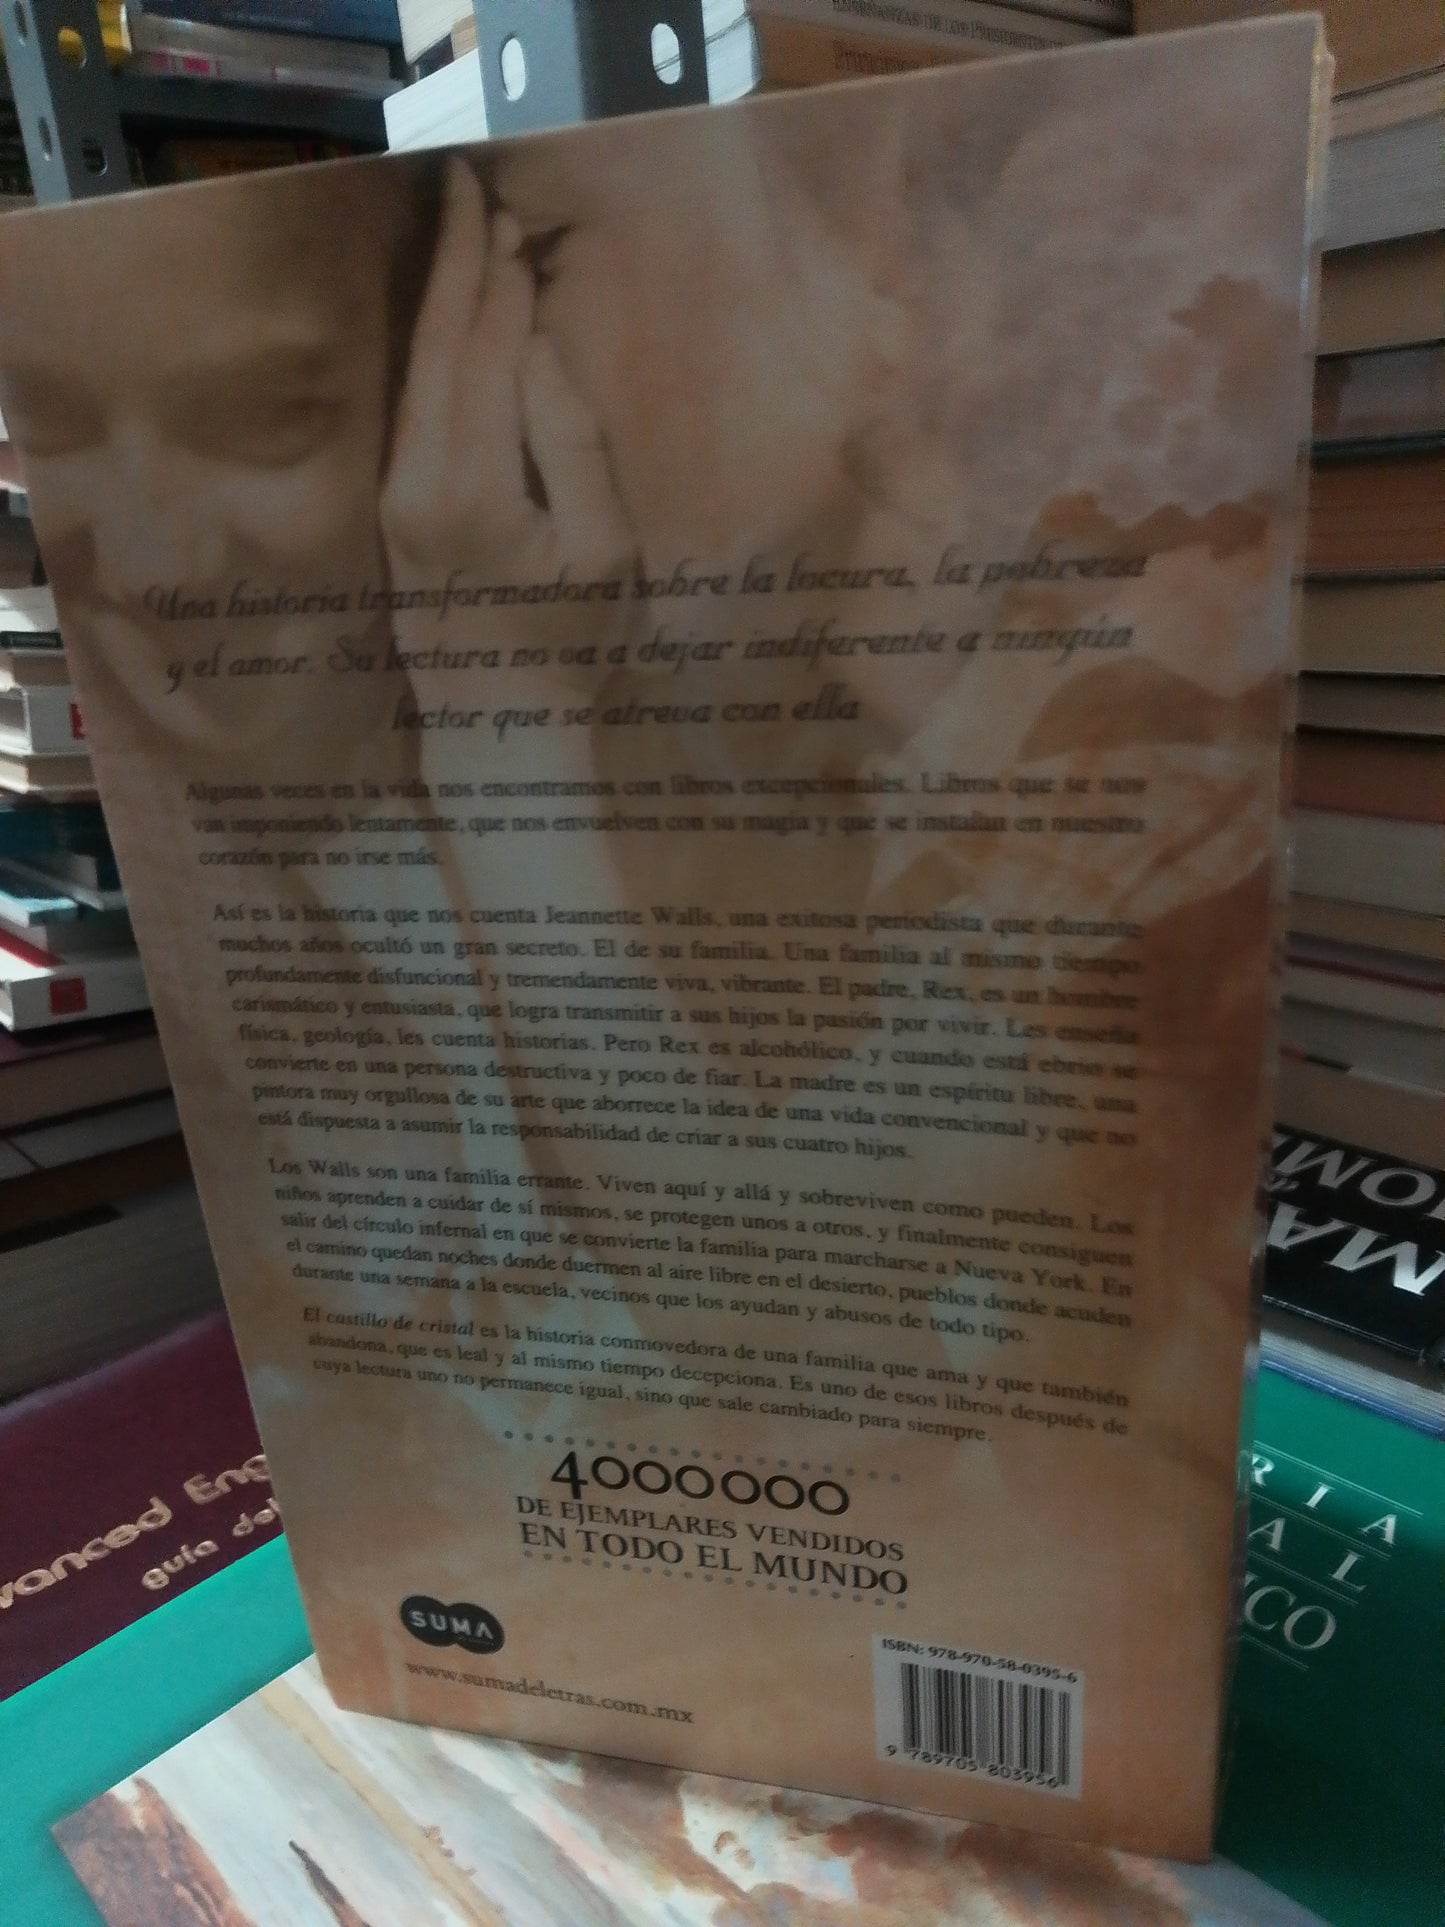 ENSEÑANZAS DE LOS PRESIDENTES
Una historia transformadora sobre la locura, la pobreza
y el amor. Su lectura no va a dejar indiferente a ningún
lector que se atreva con ella
Algunas veces en la vida nos encontramos con libros excepcionales. Libros que se nos
van imponiendo lentamente, que nos envuelven con su magia y que se instalan en nuestro
corazón para no irse más.
Así es la historia que nos cuenta Jeannette Walls, una exitosa periodista que durante
muchos años ocultó un gran secreto. El de su familia. Una familia al mismo tiempo
profundamente disfuncional y tremendamente viva, vibrante. El padre, Rex, es un hombre
carismático y entusiasta, que logra transmitir a sus hijos la pasión por vivir. Les enseña
física, geología, les cuenta historias. Pero Rex es alcohólico, y cuando está ebrio se
convierte en una persona destructiva y poco de fiar. La madre es un espíritu libre, una
pintora muy orgullosa de su arte que aborrece la idea de una vida convencional y que no
está dispuesta a asumir la responsabilidad de criar a sus cuatro hijos.
Los Walls son una familia errante. Viven aquí y allá y sobreviven como pueden. Los
niños aprenden a cuidar de sí mismos, se protegen unos a otros, y finalmente consiguen
salir del círculo infernal en que se convierte la familia para marcharse a Nueva York. En
el camino quedan noches donde duermen al aire libre en el desierto, pueblos donde acuden
durante una semana a la escuela, vecinos que los ayudan y abusos de todo tipo.
El castillo de cristal es la historia conmovedora de una familia que ama y que también
abandona, que es leal y al mismo tiempo decepciona. Es uno de esos libros después de
cuya lectura uno no permanece igual, sino que sale cambiado para siempre.
4000000
DE EJEMPLARES VENDIDOS
EN TODO EL MUNDO
SUMA
www.sumadeletras.com.mx
ISBN: 978-970-58-0395-6
9 789705 803956
vanced Eng
guía del
RIA
AL
ICO